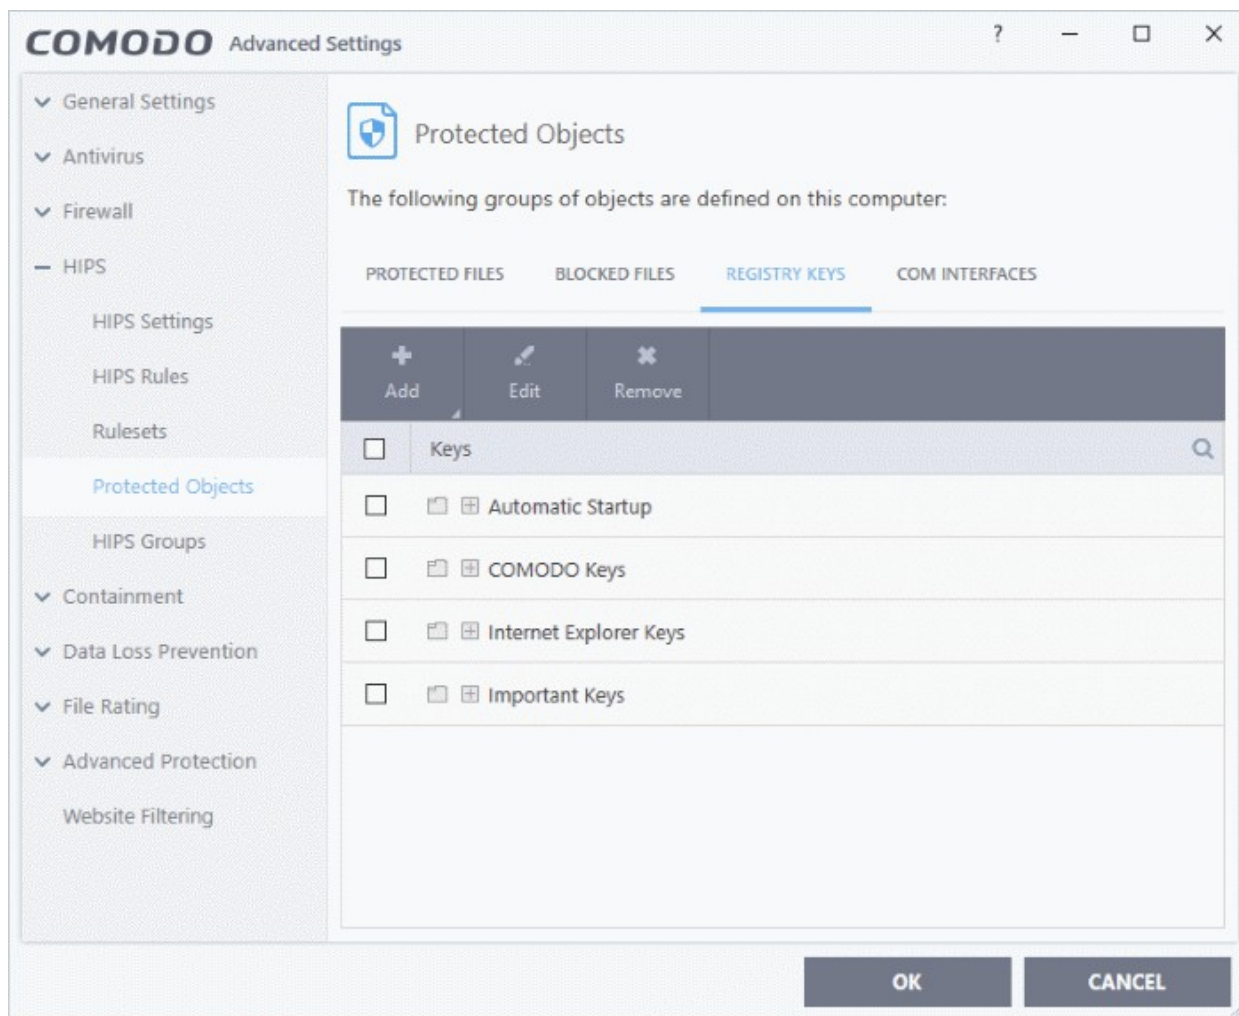 COMODO Advanced Settings ?
General Settings
Antivirus
Firewall
HIPS
HIPS Settings
HIPS Rules
Rulesets
Protected Objects
HIPS Groups
Containment
Data Loss Prevention
File Rating
Advanced Protection
Website Filtering
Protected Objects
The following groups of objects are defined on this computer:
PROTECTED FILES BLOCKED FILES REGISTRY KEYS COM INTERFACES
Add Edit Remove
Keys
Automatic Startup
COMODO Keys
Internet Explorer Keys
Important Keys
OK CANCEL